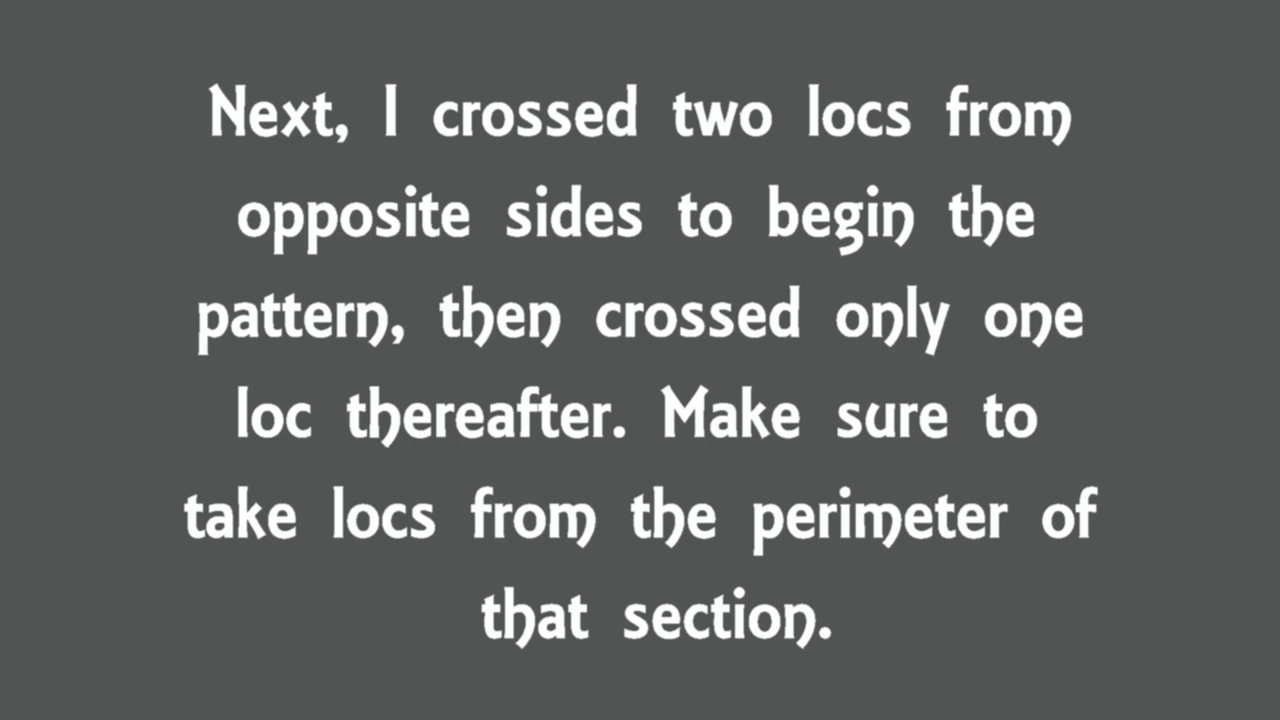 Next, I crossed two locs from
opposite sides to begin the
pattern, then crossed only one
loc thereafter. Make sure to
take locs from the perimeter of
that section.